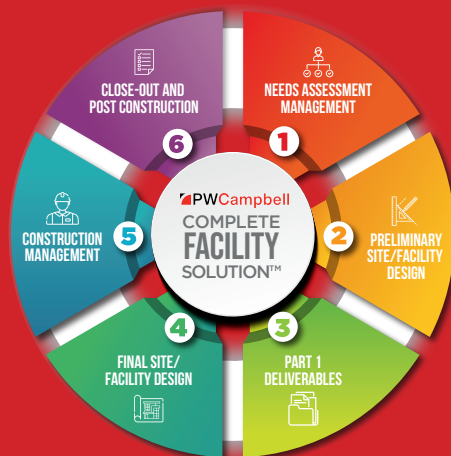 PWCampbell
COMPLETE
FACILITY
SOLUTION™
1
NEEDS ASSESSMENT
MANAGEMENT
2
PRELIMINARY
SITE/FACILITY
DESIGN
3
PART 1
DELIVERABLES
4
FINAL SITE/
FACILITY DESIGN
5
CONSTRUCTION
MANAGEMENT
6
CLOSE-OUT AND
POST CONSTRUCTION